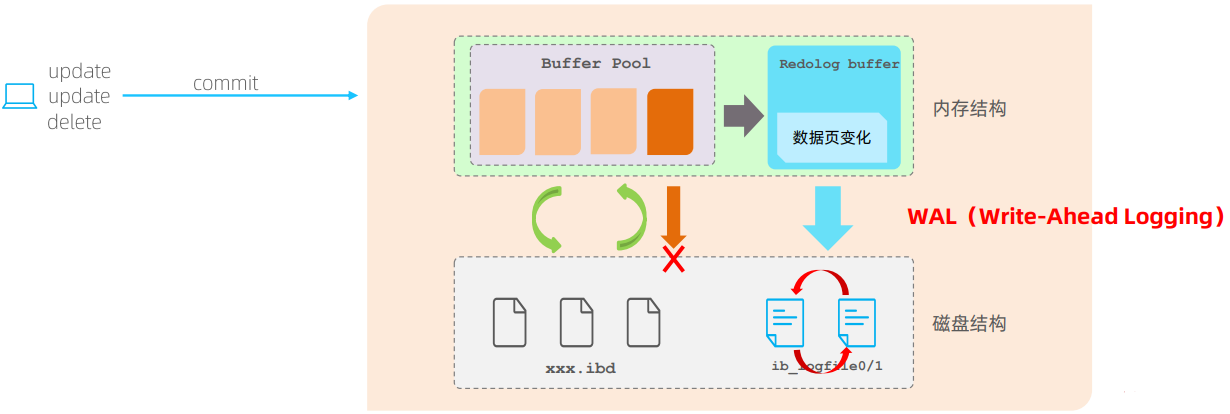 update
update
delete
commit
Buffer Pool
Redolog buffer
数据页变化
内存结构
WAL（Write-Ahead Logging）
xxx.ibd
ib_logfile0/1
磁盘结构